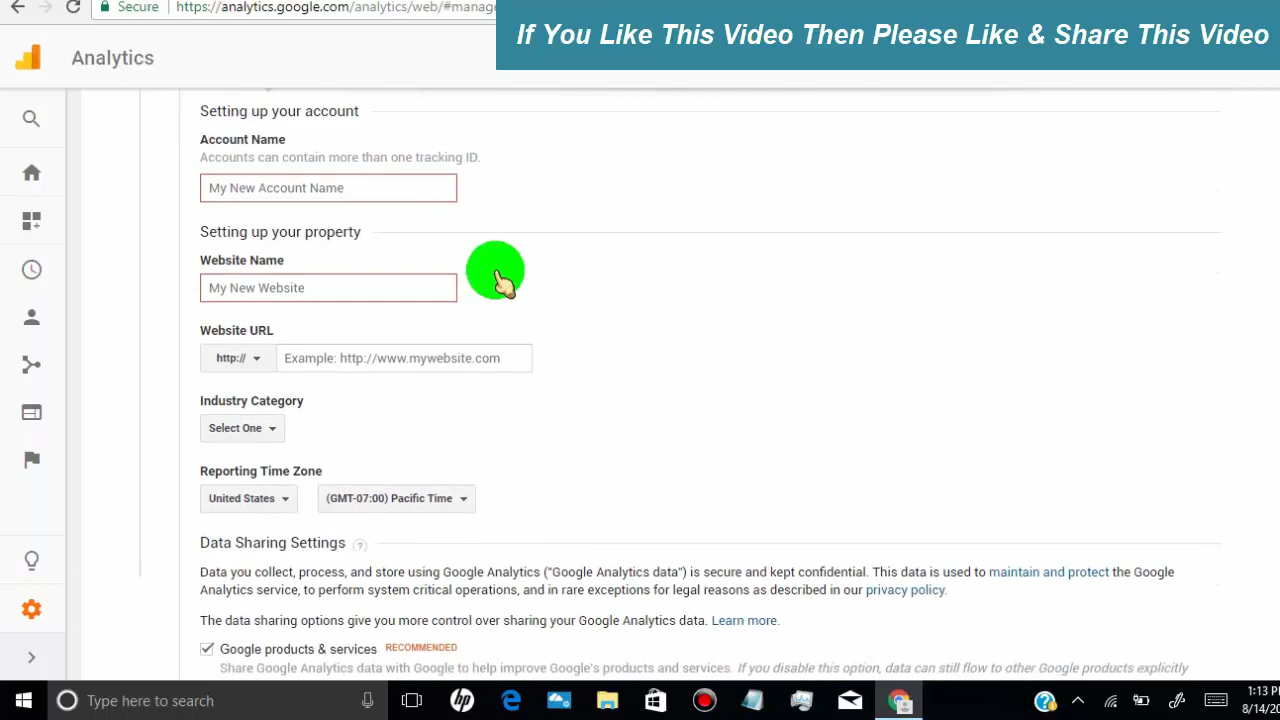 Secure https://analytics.google.com/analytics/web/#manag
If You Like This Video Then Please Like & Share This Video
Analytics
Setting up your account
Account Name
Accounts can contain more than one tracking ID.
My New Account Name
Setting up your property
Website Name
My New Website
Website URL
http:// Example: http://www.mywebsite.com
Industry Category
Select One
Reporting Time Zone
United States (GMT-07:00) Pacific Time
Data Sharing Settings ?
Data you collect, process, and store using Google Analytics ("Google Analytics data") is secure and kept confidential. This data is used to maintain and protect the Google
Analytics service, to perform system critical operations, and in rare exceptions for legal reasons as described in our privacy policy.
The data sharing options give you more control over sharing your Google Analytics data. Learn more.
Google products & services RECOMMENDED
Share Google Analytics data with Google to help improve Google's products and services. If you disable this option, data can still flow to other Google products explicitly
Type here to search
1:13 P
8/14/20